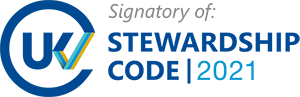 Signatory of:
UK
STEWARDSHIP
CODE | 2021